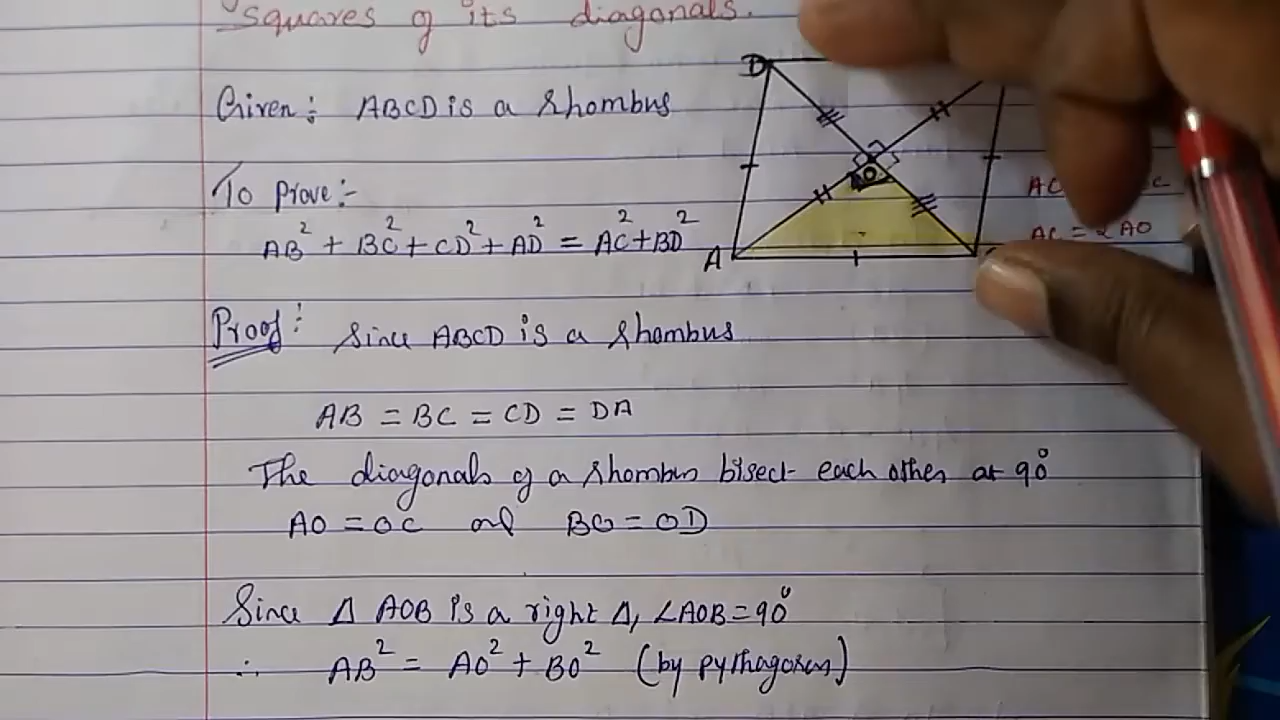 squares of its diagonals.
Given: ABCD is a rhombus
To Prove:-
AB² + BC² + CD² + AD² = AC² + BD²
D
O
A
AC
C
AC = 2AO
Proof: Since ABCD is a rhombus
AB = BC = CD = DA
The diagonals of a rhombus bisect each other at 90°
AO = OC and BO = OD
Since Δ AOB is a right Δ, ∠AOB = 90°
∴ AB² = AO² + BO² (by pythagoras)